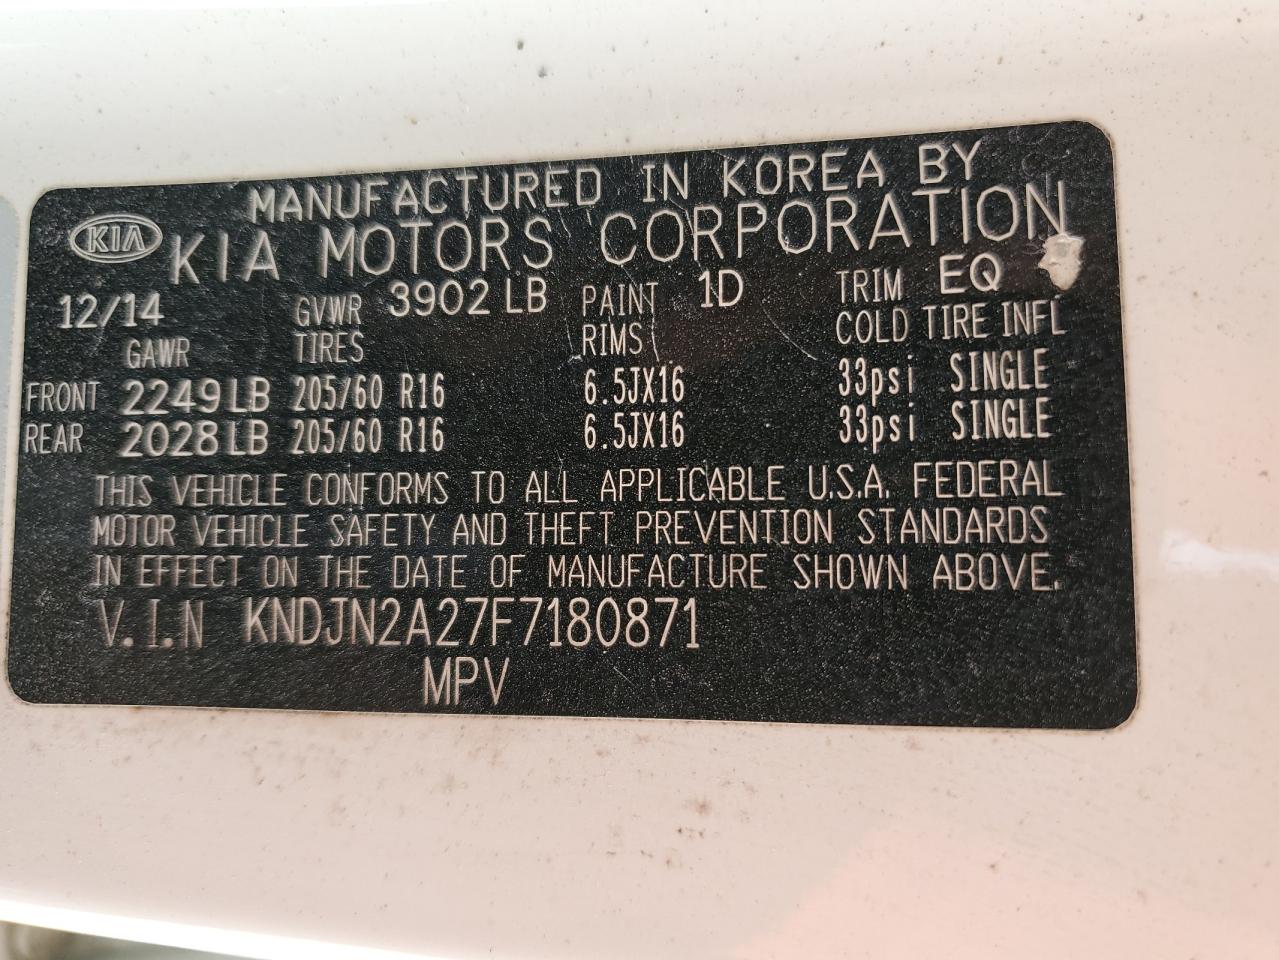 MANUFACTURED IN KOREA BY
KIA KIA MOTORS CORPORATION
12/14 GVWR 3902 LB PAINT 1D TRIM EQ
GAWR TIRES RIMS COLD TIRE INFL
FRONT 2249 LB 205/60 R16 6.5JX16 33psi SINGLE
REAR 2028 LB 205/60 R16 6.5JX16 33psi SINGLE
THIS VEHICLE CONFORMS TO ALL APPLICABLE U.S.A. FEDERAL
MOTOR VEHICLE SAFETY AND THEFT PREVENTION STANDARDS
IN EFFECT ON THE DATE OF MANUFACTURE SHOWN ABOVE.
V.I.N KNDJN2A27F7180871
MPV